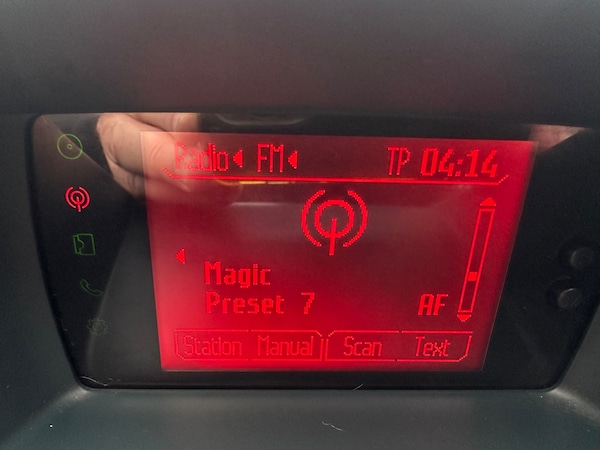 Radio FM TP 04:14
Magic
Preset 7 AF
Station Manual Scan Text